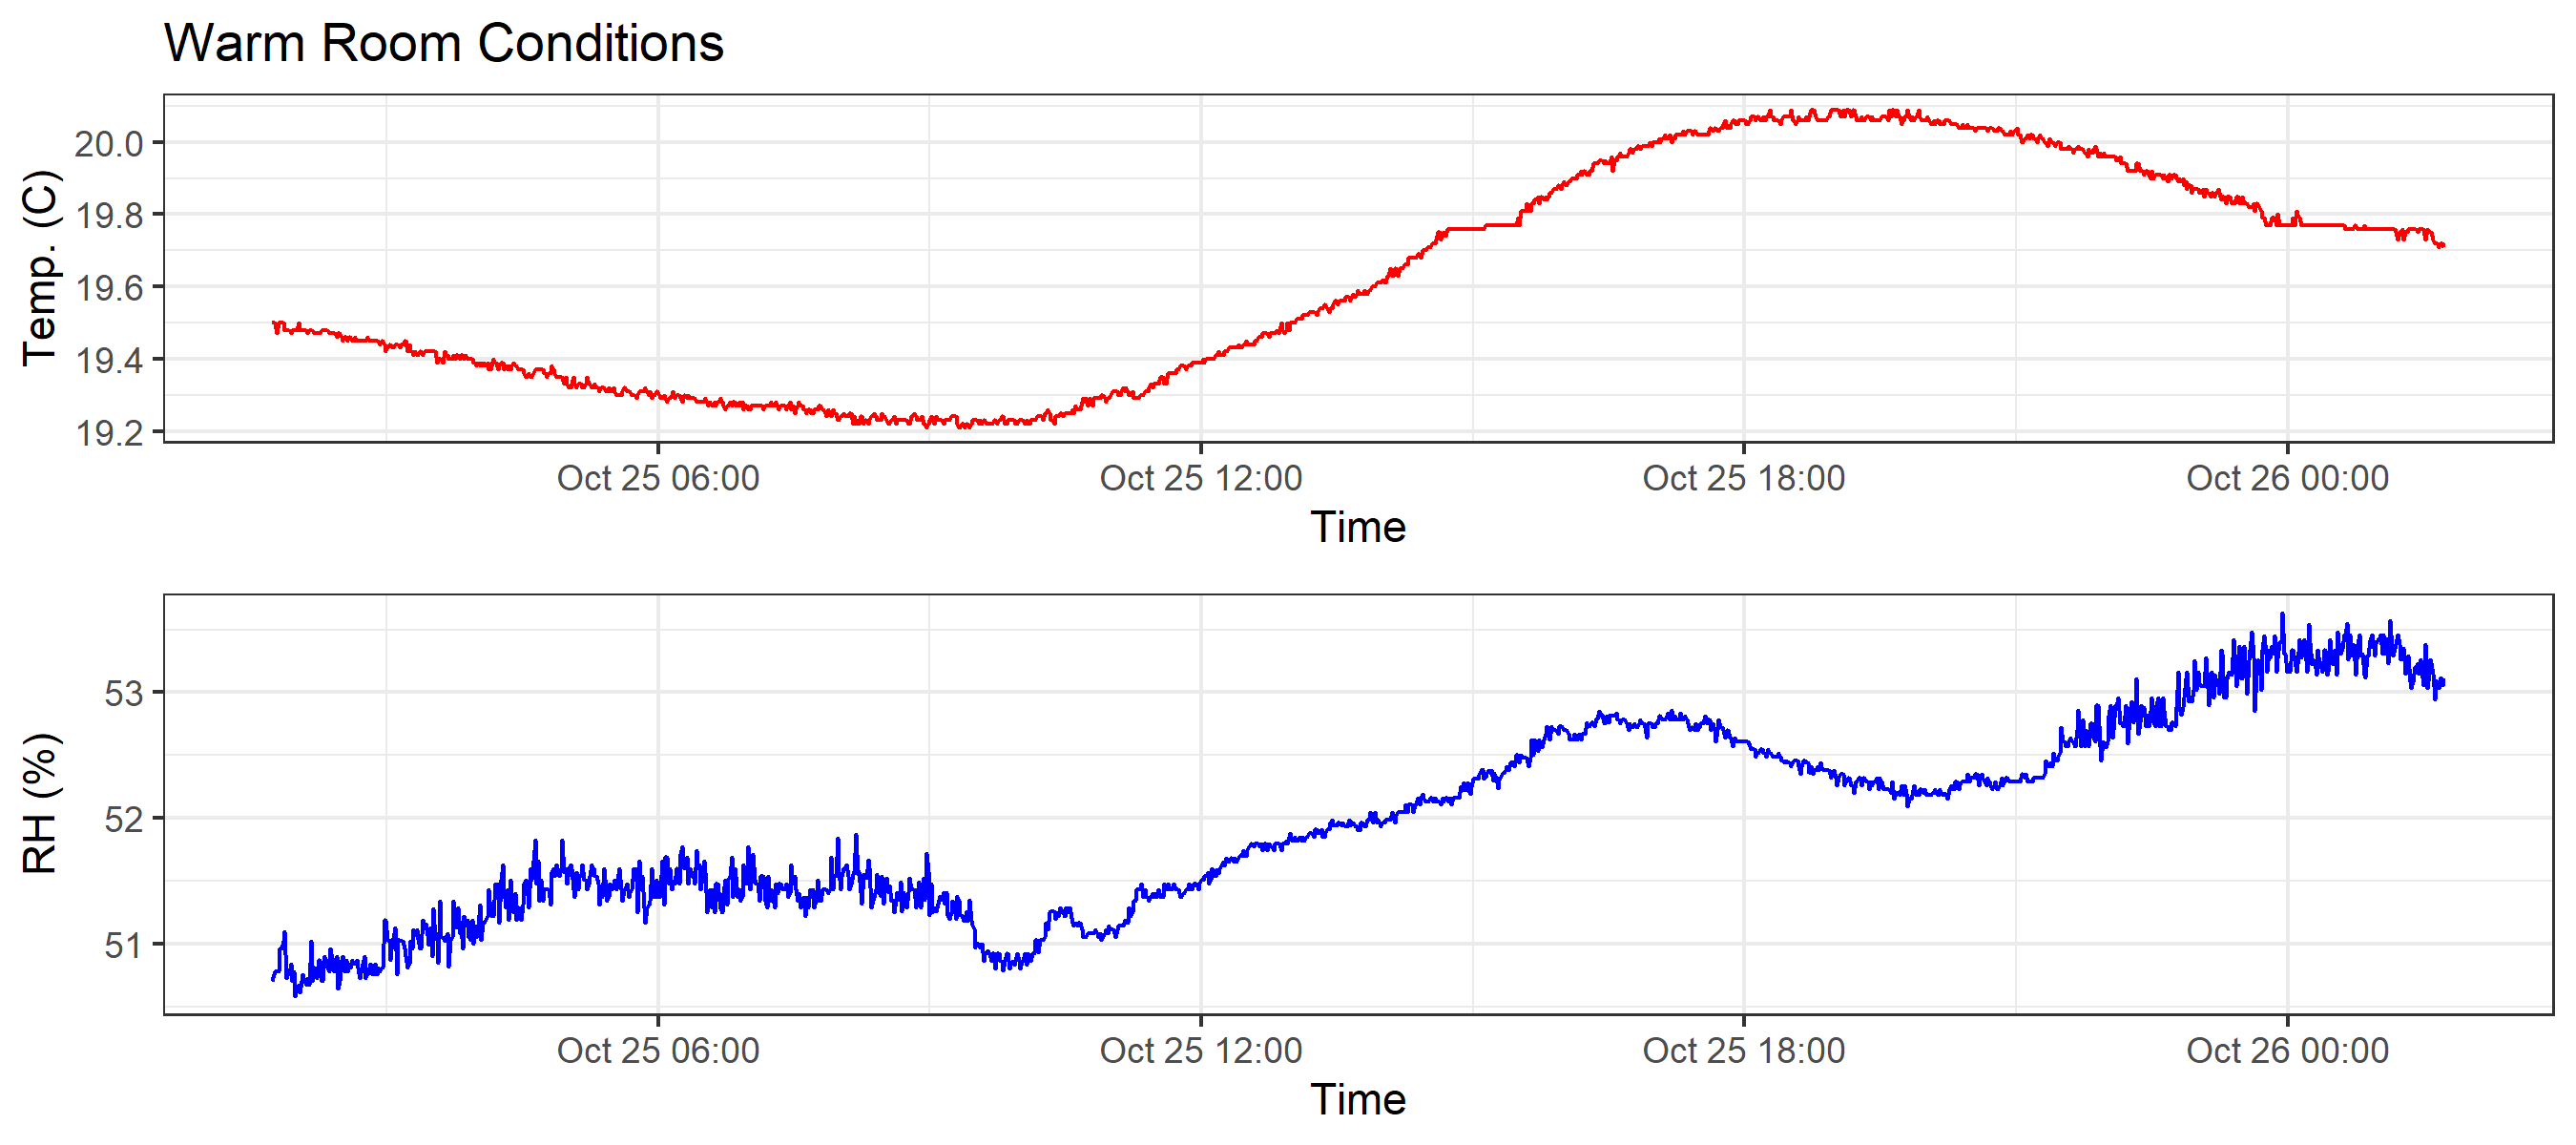 Warm Room Conditions
Temp. (C)
20.0
19.8
19.6
19.4
19.2
Oct 25 06:00 Oct 25 12:00 Oct 25 18:00 Oct 26 00:00
Time
RH (%)
53
52
51
Oct 25 06:00 Oct 25 12:00 Oct 25 18:00 Oct 26 00:00
Time